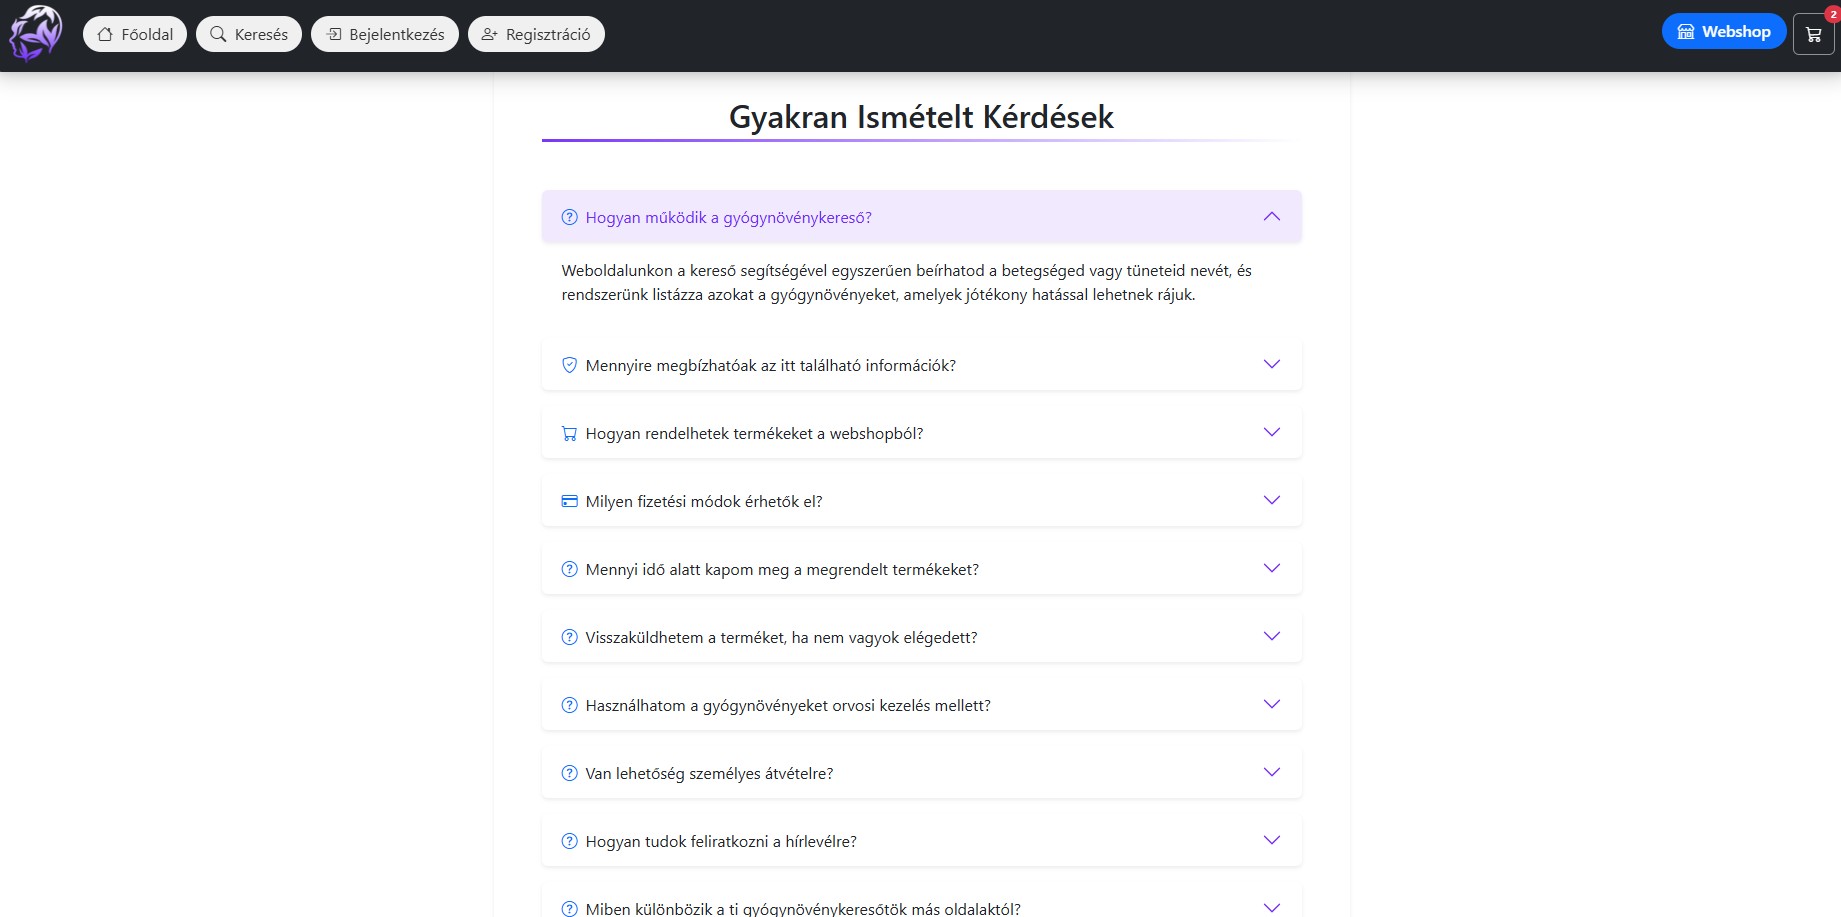 Főoldal
Keresés
Bejelentkezés
Regisztráció
Webshop
2
Gyakran Ismételt Kérdések
Hogyan működik a gyógynövénykereső?
Weboldalunkon a kereső segítségével egyszerűen beírhatod a betegséged vagy tüneteid nevét, és
rendszerünk listázza azokat a gyógynövényeket, amelyek jótékony hatással lehetnek rájuk.
Mennyire megbízhatóak az itt található információk?
Hogyan rendelhetek termékeket a webshopból?
Milyen fizetési módok érhetők el?
Mennyi idő alatt kapom meg a megrendelt termékeket?
Visszaküldhetem a terméket, ha nem vagyok elégedett?
Használhatom a gyógynövényeket orvosi kezelés mellett?
Van lehetőség személyes átvételre?
Hogyan tudok feliratkozni a hírlevélre?
Miben különbözik a ti gyógynövénykeresőtök más oldalaktól?